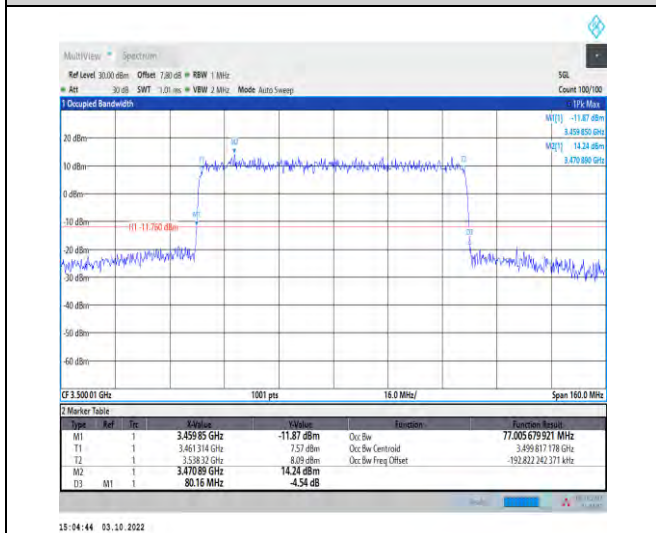 MultiView Spectrum
Ref Level 30.00 dBm Offset 7.80 dB RBW 1 MHz SGL
Att 30 dB SWT 1.01 ms VBW 2 MHz Mode Auto Sweep Count 100/100
1 Occupied Bandwidth 1Pk Max
M1[1] -11.87 dBm
3.459 850 GHz
M2[1] 14.24 dBm
3.470 890 GHz
20 dBm
M2
10 dBm
T1
T2
0 dBm
M1
-10 dBm
H1 -11.760 dBm
D3
-20 dBm
-40 dBm
-50 dBm
-60 dBm
CF 3.500 01 GHz 1001 pts 16.0 MHz/ Span 160.0 MHz
2 Marker Table
Type Ref Trc X-Value Y-Value Function Function Result
M1 1 3.459 85 GHz -11.87 dBm Occ Bw 77.005 679 921 MHz
T1 1 3.461 314 GHz 7.57 dBm Occ Bw Centroid 3.499 817 178 GHz
T2 1 3.538 32 GHz 8.09 dBm Occ Bw Freq Offset -192.822 242 371 kHz
M2 1 3.470 89 GHz 14.24 dBm
D3 M1 1 80.16 MHz -4.54 dB
15:04:44 03.10.2022